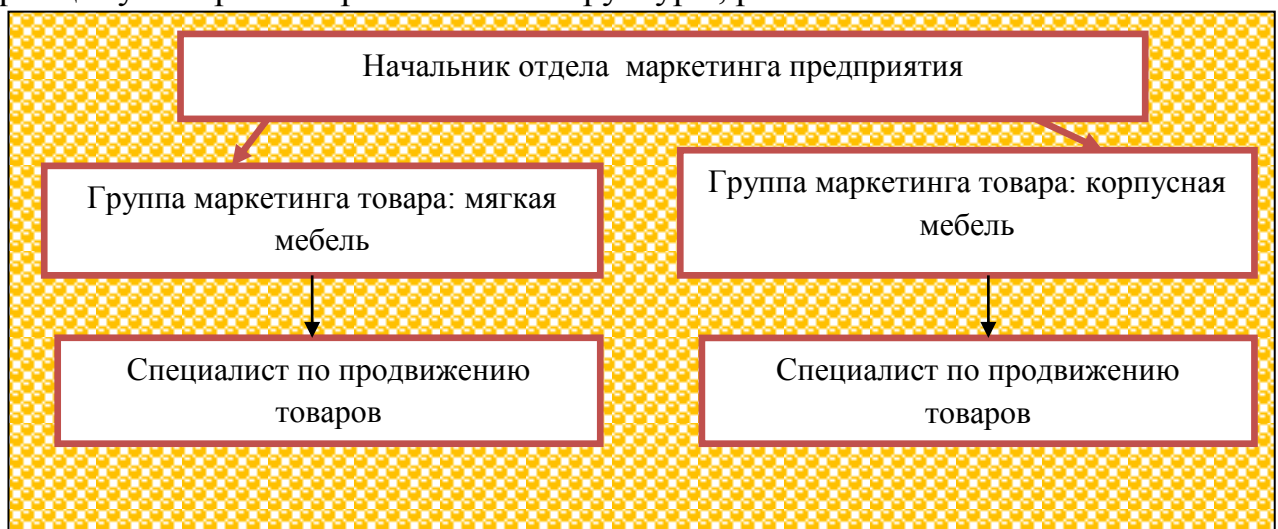 Начальник отдела маркетинга предприятия
Группа маркетинга товара: мягкая
мебель
Группа маркетинга товара: корпусная
мебель
Специалист по продвижению
товаров
Специалист по продвижению
товаров